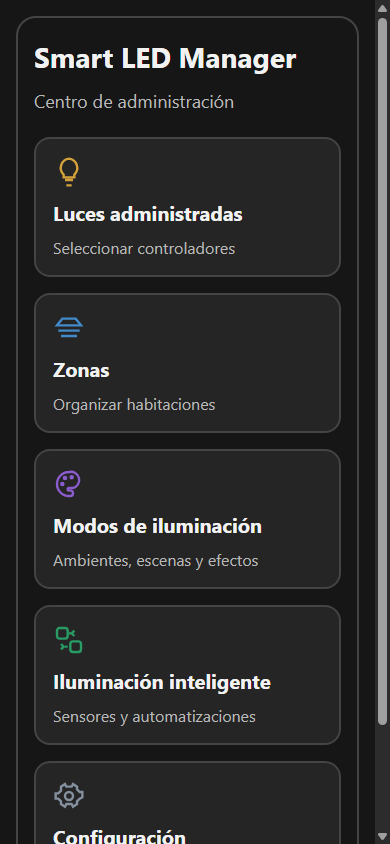 Smart LED Manager
Centro de administración
Luces administradas
Seleccionar controladores
Zonas
Organizar habitaciones
Modos de iluminación
Ambientes, escenas y efectos
Iluminación inteligente
Sensores y automatizaciones
Configuración